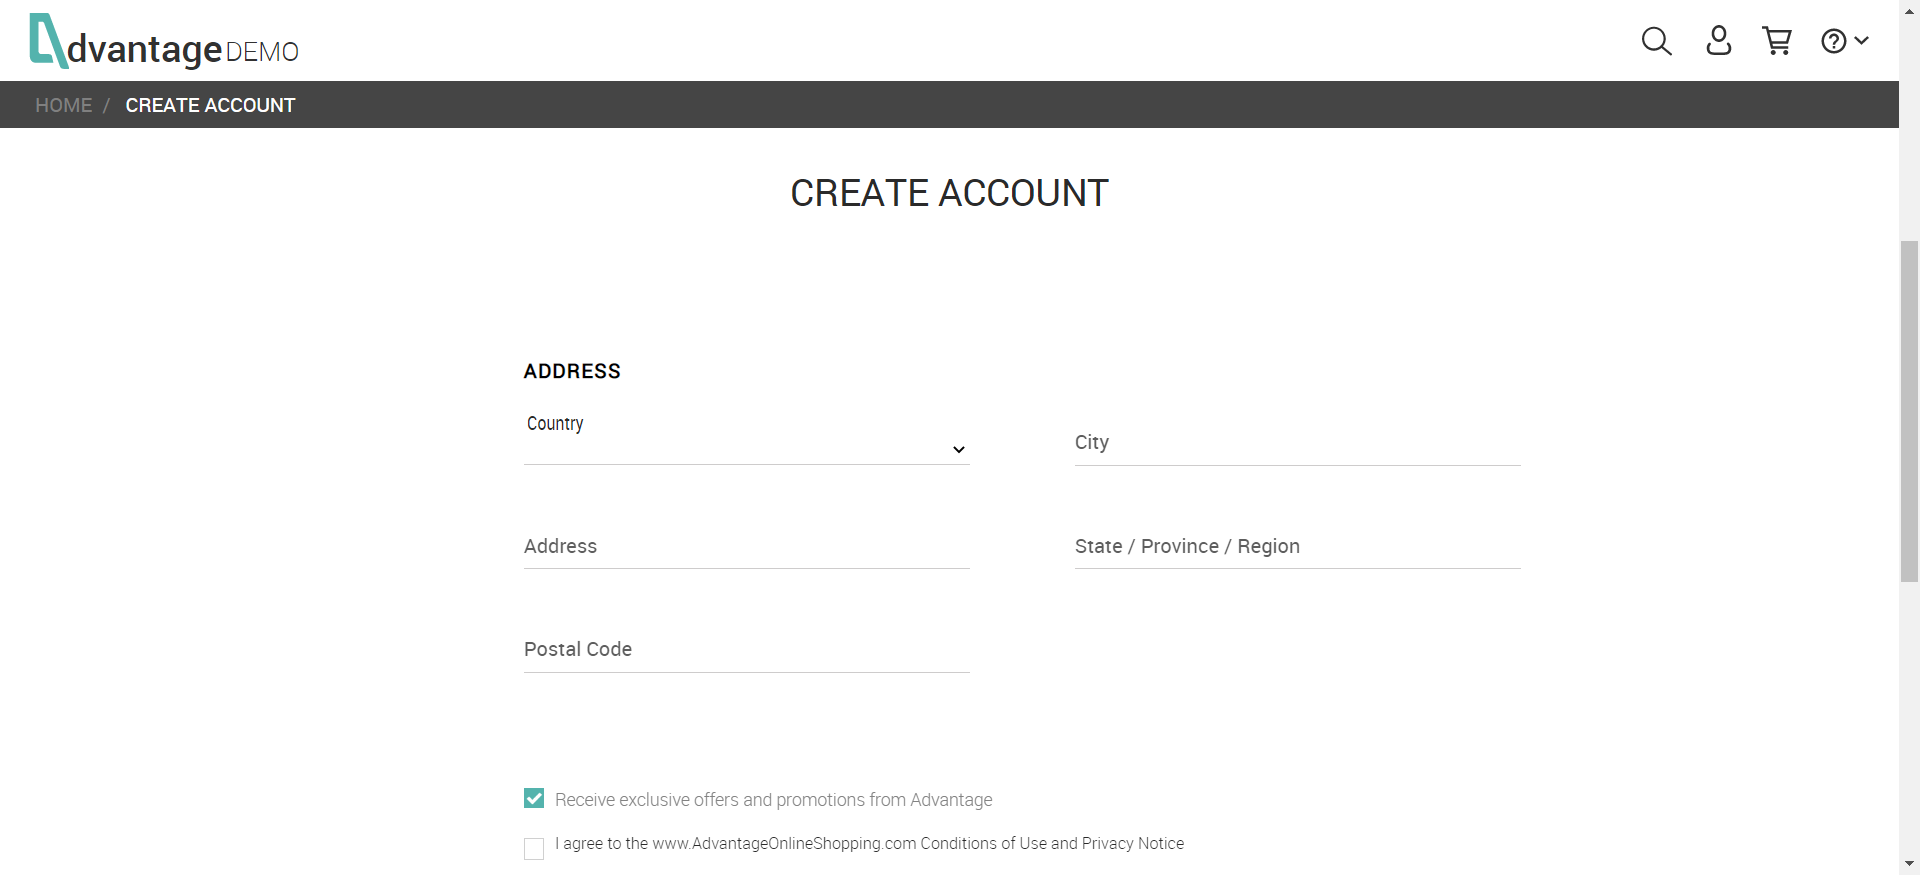 dvantage DEMO
HOME / CREATE ACCOUNT
CREATE ACCOUNT
ADDRESS
Country
City
Address
State / Province / Region
Postal Code
Receive exclusive offers and promotions from Advantage
I agree to the www.AdvantageOnlineShopping.com Conditions of Use and Privacy Notice